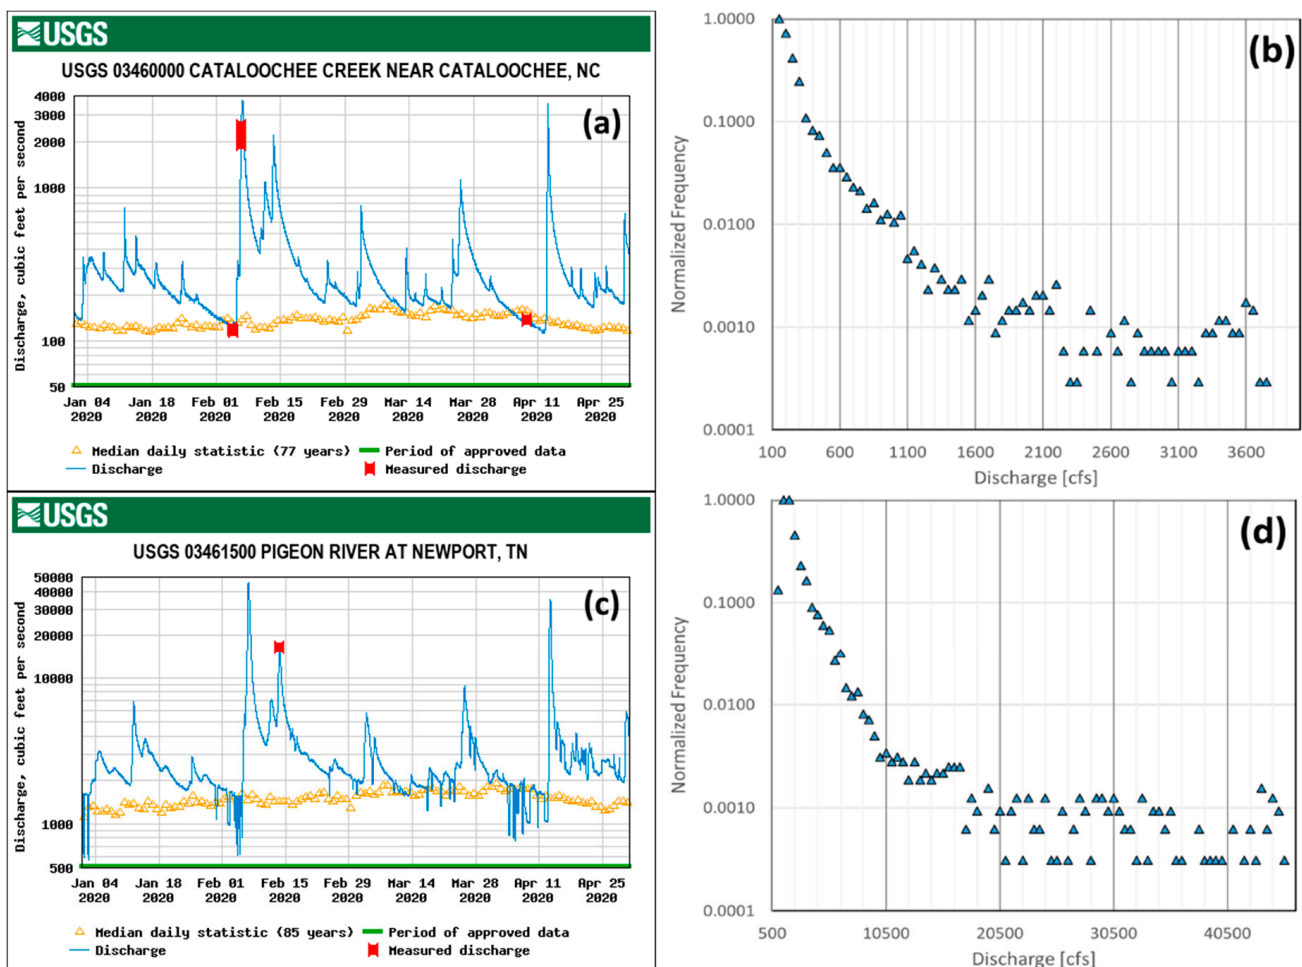 USGS
USGS 03460000 CATALOOCHEE CREEK NEAR CATALOOCHEE, NC
(a)
Discharge, cubic feet per second
4000
3000
2000
1000
100
50
Jan 04 Jan 18 Feb 01 Feb 15 Feb 29 Mar 14 Mar 28 Apr 11 Apr 25
2020 2020 2020 2020 2020 2020 2020 2020 2020
Median daily statistic (77 years) Period of approved data
Discharge Measured discharge
(b)
Normalized Frequency
1.0000
0.1000
0.0100
0.0010
0.0001
100 600 1100 1600 2100 2600 3100 3600
Discharge [cfs]
USGS
USGS 03461500 PIGEON RIVER AT NEWPORT, TN
(c)
Discharge, cubic feet per second
50000
40000
30000
20000
10000
1000
500
Jan 04 Jan 18 Feb 01 Feb 15 Feb 29 Mar 14 Mar 28 Apr 11 Apr 25
2020 2020 2020 2020 2020 2020 2020 2020 2020
Median daily statistic (85 years) Period of approved data
Discharge Measured discharge
(d)
Normalized Frequency
1.0000
0.1000
0.0100
0.0010
0.0001
500 10500 20500 30500 40500
Discharge [cfs]